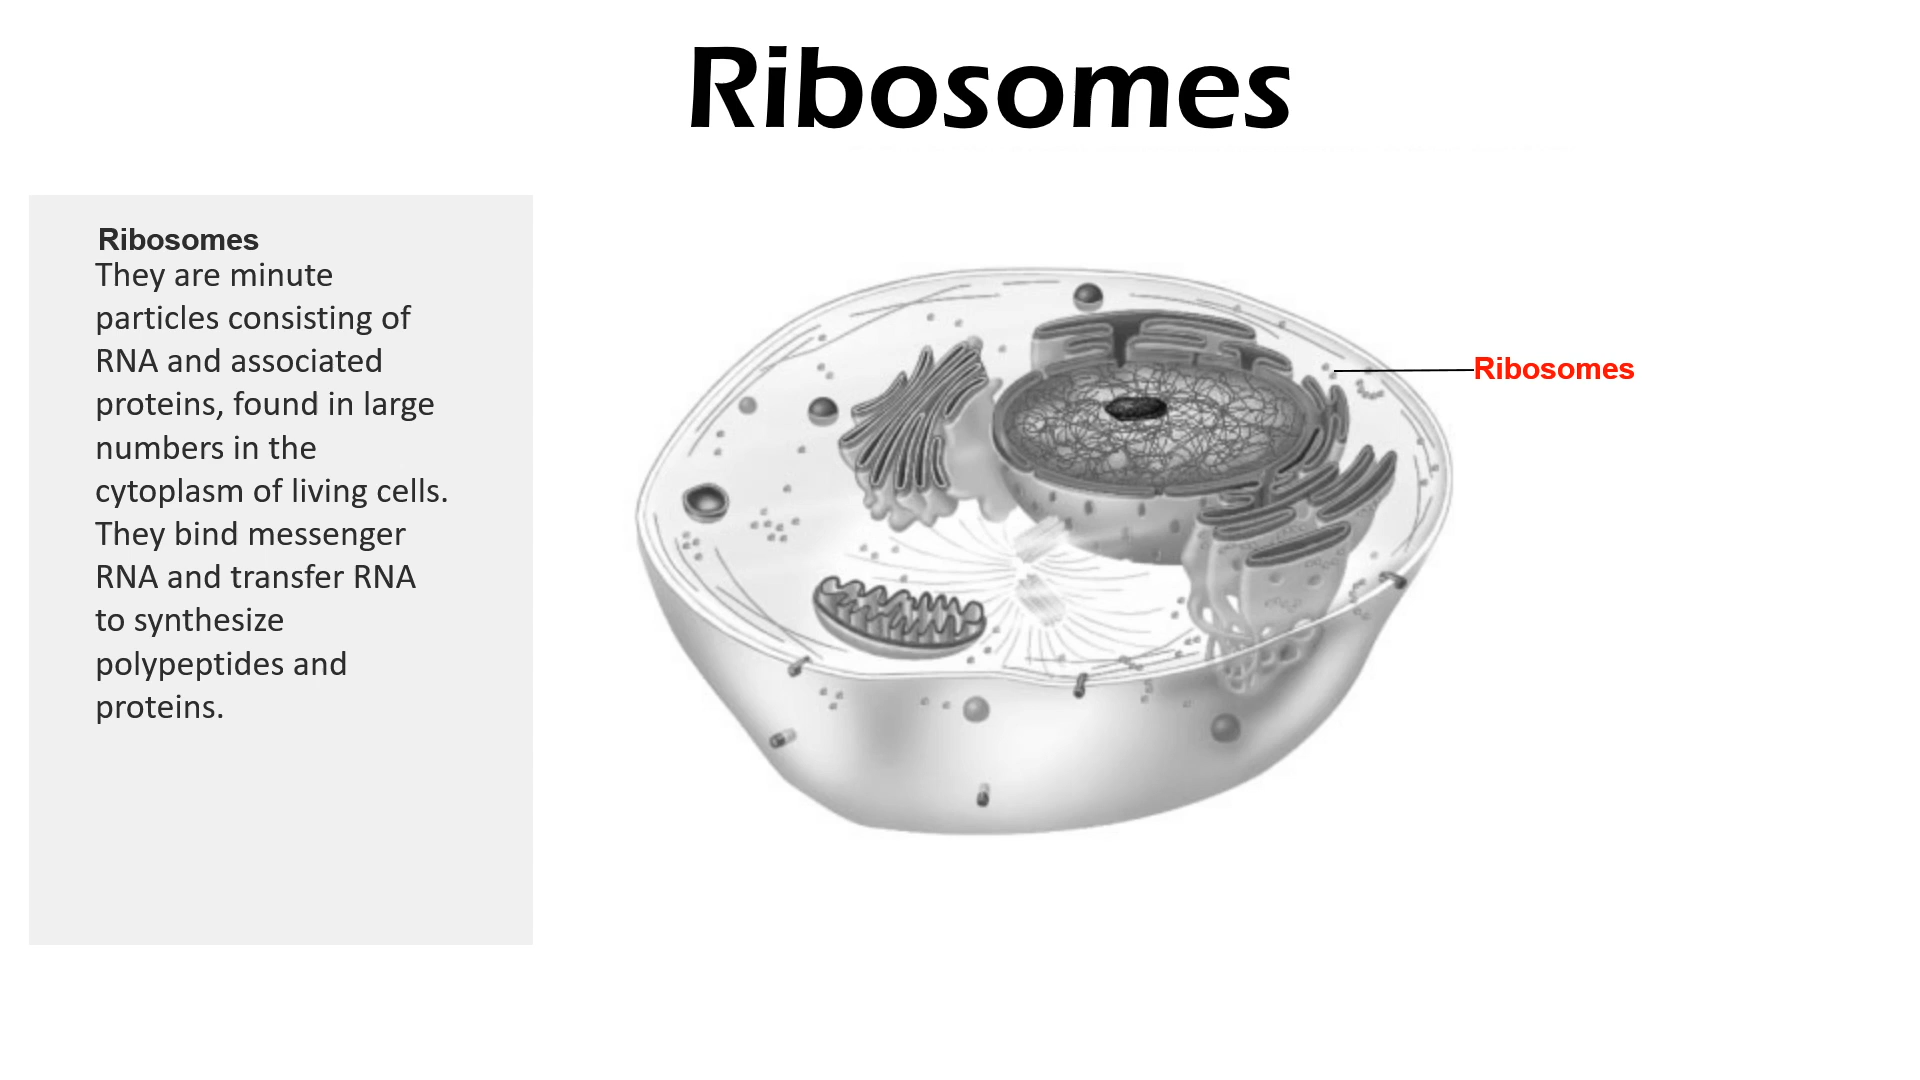 Ribosomes
Ribosomes
They are minute
particles consisting of
RNA and associated
proteins, found in large
numbers in the
cytoplasm of living cells.
They bind messenger
RNA and transfer RNA
to synthesize
polypeptides and
proteins.
Ribosomes